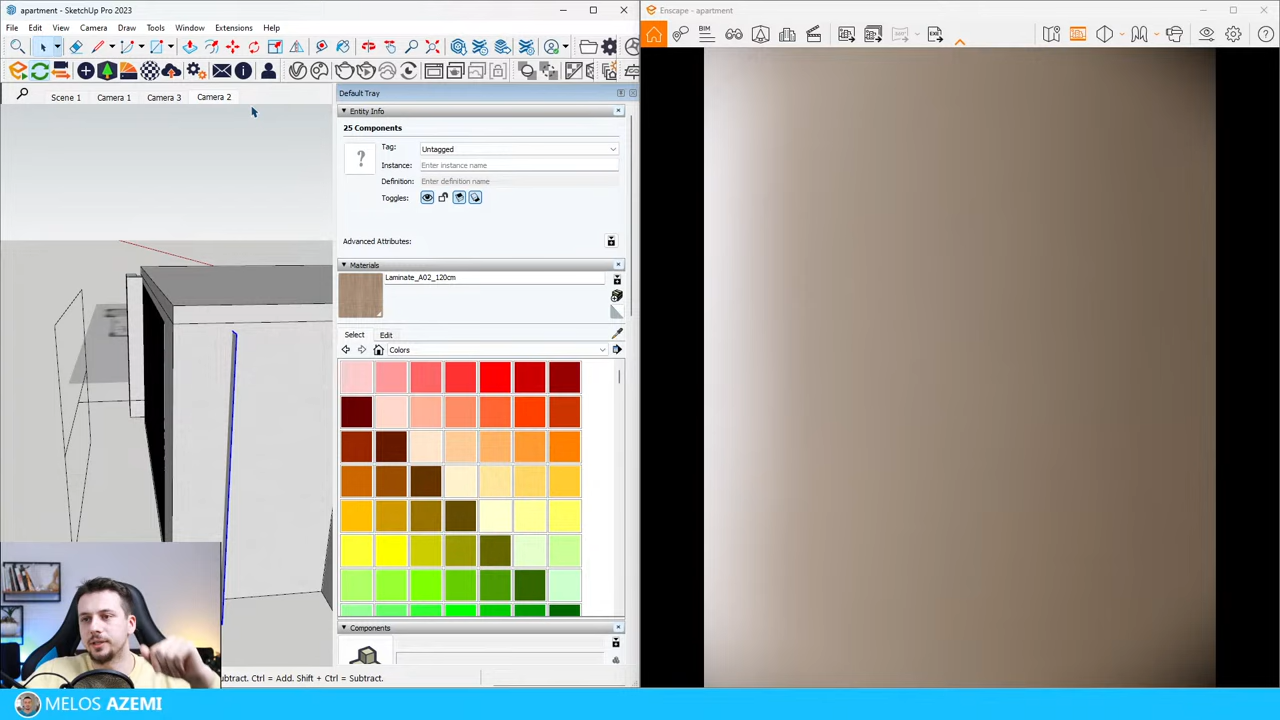 apartment - SketchUp Pro 2023
File Edit View Camera Draw Tools Window Extensions Help
Scene 1 Camera 1 Camera 3 Camera 2
Default Tray
Entity Info
25 Components
Tag: Untagged
Instance: Enter instance name
Definition: Enter definition name
Toggles:
Advanced Attributes:
Materials
Laminate_A02_120cm
Select Edit
Colors
Components
ubtract. Ctrl = Add. Shift + Ctrl = Subtract.
Enscape - apartment
BIM
MELOS AZEMI